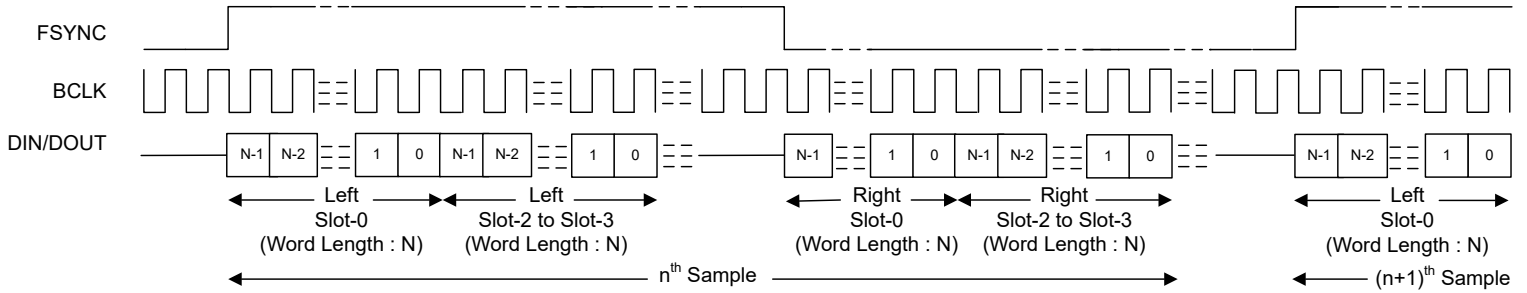 FSYNC
BCLK
DIN/DOUT
N-1 N-2 1 0 N-1 N-2 1 0 N-1 1 0 N-1 N-2 1 0 N-1 N-2 1 0
Left Left Right Right Left
Slot-0 Slot-2 to Slot-3 Slot-0 Slot-2 to Slot-3 Slot-0
(Word Length : N) (Word Length : N) (Word Length : N) (Word Length : N) (Word Length : N)
nth Sample (n+1)th Sample